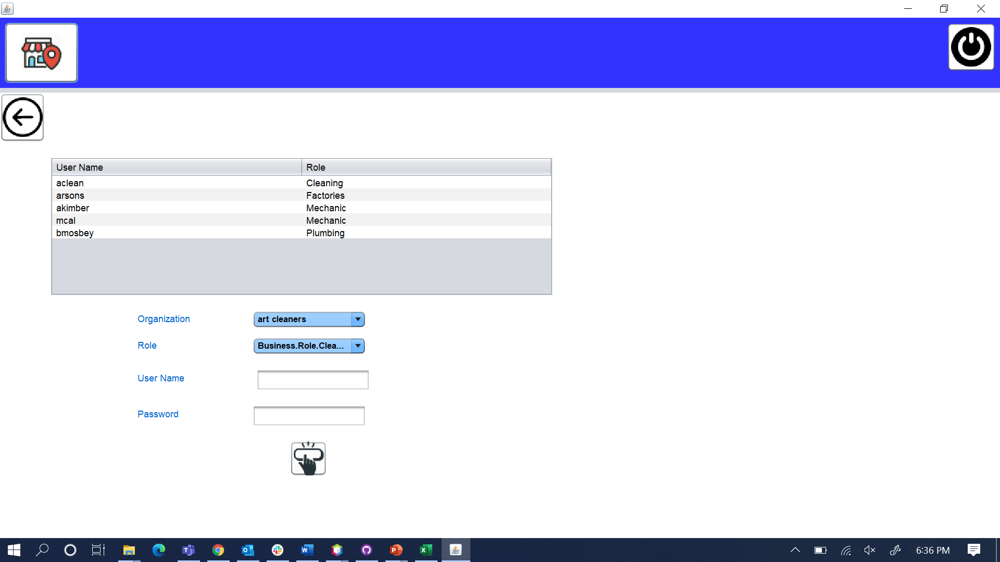 User Name Role
aclean Cleaning
arsons Factories
akimber Mechanic
mcal Mechanic
bmosbey Plumbing
Organization art cleaners
Role Business.Role.Clea...
User Name
Password
6:36 PM